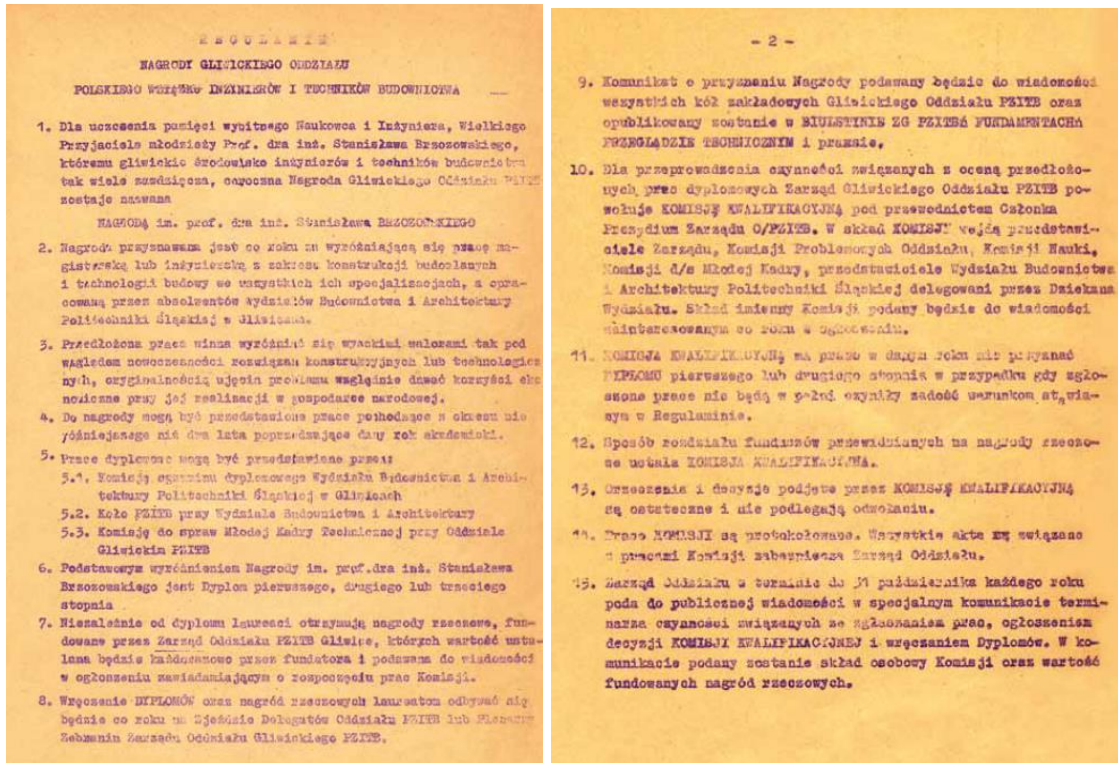 REGULAMIN
NAGRODY GLIWICKIEGO ODDZIAŁU
POLSKIEGO INŻYNIERÓW I TECHNIKÓW BUDOWNICTWA
1. Dla uczczenia pamięci wybitnego Naukowca i Inżyniera, Wielkiego
Przyjaciela młodzieży Prof. dra inż. Stanisława Brzozowskiego,
któremu gliwickie środowisko inżynierów i techników budownictwa
tak wiele zawdzięcza, coroczna Nagroda Gliwickiego Oddziału PZITB
zostaje nazwana
NAGRODĄ im. prof. dra inż. Stanisława BRZOZOWSKIEGO
2. Nagroda przyznawana jest co roku za wyróżniającą się pracę ma-
gisterską lub inżynierską z zakresu konstrukcji budowlanych
i technologii budowy we wszystkich ich specjalizacjach, a opra-
cowaną przez absolwentów Wydziałów Budownictwa i Architektury
Politechniki Śląskiej w Gliwicach.
3. Przedłożona praca winna wyróżniać się wysokimi walorami tak pod
względem nowoczesności rozwiązań konstrukcyjnych lub technologicz
nych, oryginalnością ujęcia problemu względnie dawać korzyści eko
nomiczne przy jej realizacji w gospodarce narodowej.
4. Do nagrody mogą być przedstawione prace pochodzące z okresu nie
późniejszego niż dwa lata poprzedzające dany rok akademicki.
5. Prace dyplomowe mogą być przedstawione przez:
5.1. Komisję egzaminu dyplomowego Wydziału Budownictwa i Archi-
tektury Politechniki Śląskiej w Gliwicach
5.2. Koło PZITB przy Wydziale Budownictwa i Architektury
5.3. Komisję do spraw Młodej Kadry Technicznej przy Oddziale
Gliwickim PZITB
6. Podstawowym wyróżnieniem Nagrody im. prof.dra inż. Stanisława
Brzozowskiego jest Dyplom pierwszego, drugiego lub trzeciego
stopnia
7. Niezależnie od dyplomu laureaci otrzymują nagrody rzeczowe, fun-
dowane przez Zarząd Oddziału PZITB Gliwice, których wartość usta-
lana będzie każdorazowo przez fundatora i podawana do wiadomości
w ogłoszeniu zawiadamiającym o rozpoczęciu prac Komisji.
8. Wręczenie DYPLOMÓW oraz nagród rzeczowych laureatom odbywać się
będzie co roku na Zjeździe Delegatów Oddziału PZITB lub Plenarnym
Zebraniu Zarządu Oddziału Gliwickiego PZITB.
- 2 -
9. Komunikat o przyznaniu Nagrody podawany będzie do wiadomości
wszystkich kół zakładowych Gliwickiego Oddziału PZITB oraz
opublikowany zostanie w BIULETYNIE ZG PZITB FUNDAMENTACH
PRZEGLĄDZIE TECHNICZNYM i prasie.
10. Dla przeprowadzenia czynności związanych z oceną przedłożo-
nych prac dyplomowych Zarząd Gliwickiego Oddziału PZITB po-
wołuje KOMISJĘ KWALIFIKACYJNĄ pod przewodnictem Członka
Prezydium Zarządu O/PZITB. W skład KOMISJI wejdą przedstawi-
ciele Zarządu, Komisji Problemowych Oddziału, Komisji Nauki,
Komisji d/s Młodej Kadry, przedstawiciele Wydziału Budownictwa
i Architektury Politechniki Śląskiej delegowani przez Dziekana
Wydziału. Skład imienny Komisji podany będzie do wiadomości
zainteresowanym co roku w ogłoszeniu.
11. KOMISJA KWALIFIKACYJNA ma prawo w danym roku nie przyznać
DYPLOMU pierwszego lub drugiego stopnia w przypadku gdy zgło-
szone prace nie będą w pełni czyniły zadość warunkom stawia-
nym w Regulaminie.
12. Sposób rozdziału funduszów przewidzianych na nagrody rzeczo-
we ustala KOMISJA KWALIFIKACYJNA.
13. Orzeczenia i decyzje podjęte przez KOMISJĘ KWALIFIKACYJNĄ
są ostateczne i nie podlegają odwołaniu.
14. Prace KOMISJI są protokołowane. Wszystkie akta związane
z pracami Komisji zabezpiecza Zarząd Oddziału.
15. Zarząd Oddziału w terminie do 31 października każdego roku
poda do publicznej wiadomości w specjalnym komunikacie termi-
narza czynności związanych ze zgłaszaniem prac, ogłoszeniem
decyzji KOMISJI KWALIFIKACYJNEJ i wręczaniem Dyplomów. W ko-
munikacie podany zostanie skład osobowy Komisji oraz wartość
fundowanych nagród rzeczowych.